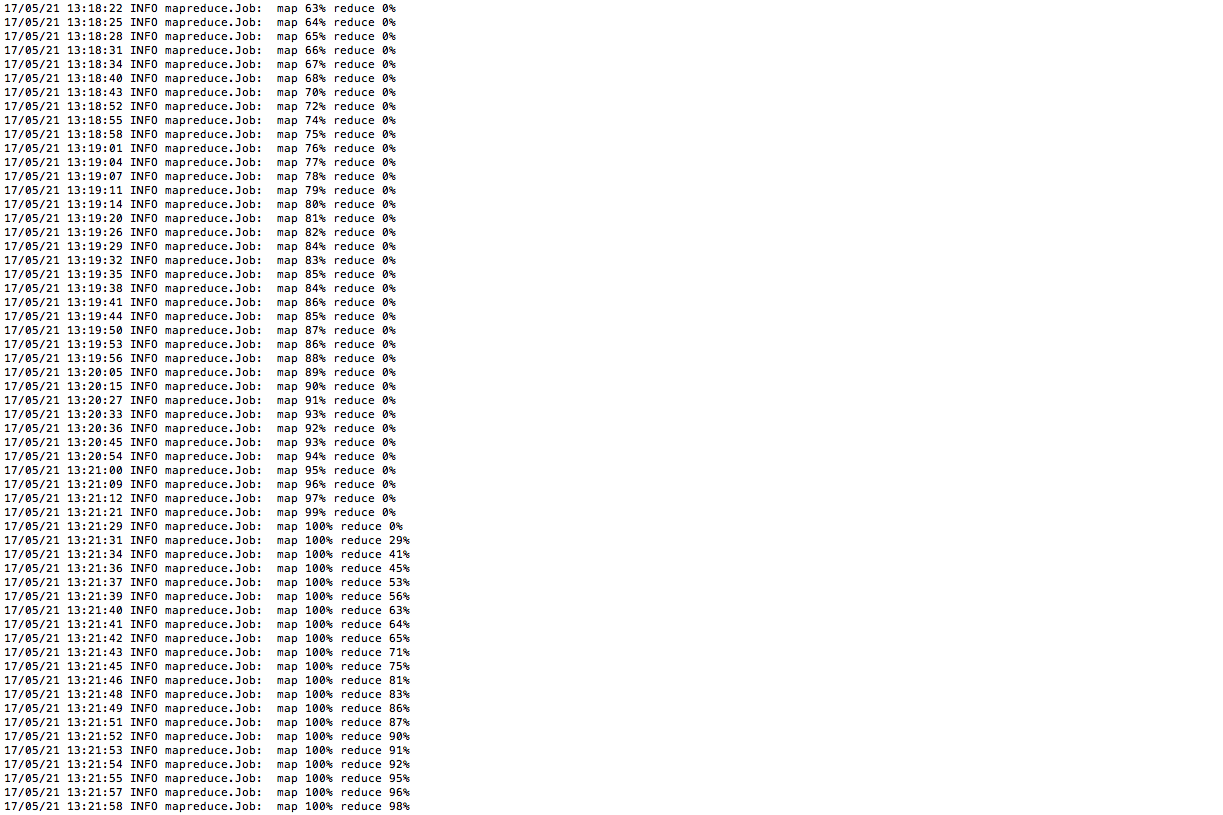 17/05/21 13:18:22 INFO mapreduce.Job:  map 63% reduce 0%
17/05/21 13:18:25 INFO mapreduce.Job:  map 64% reduce 0%
17/05/21 13:18:28 INFO mapreduce.Job:  map 65% reduce 0%
17/05/21 13:18:31 INFO mapreduce.Job:  map 66% reduce 0%
17/05/21 13:18:34 INFO mapreduce.Job:  map 67% reduce 0%
17/05/21 13:18:40 INFO mapreduce.Job:  map 68% reduce 0%
17/05/21 13:18:43 INFO mapreduce.Job:  map 70% reduce 0%
17/05/21 13:18:52 INFO mapreduce.Job:  map 72% reduce 0%
17/05/21 13:18:55 INFO mapreduce.Job:  map 74% reduce 0%
17/05/21 13:18:58 INFO mapreduce.Job:  map 75% reduce 0%
17/05/21 13:19:01 INFO mapreduce.Job:  map 76% reduce 0%
17/05/21 13:19:04 INFO mapreduce.Job:  map 77% reduce 0%
17/05/21 13:19:07 INFO mapreduce.Job:  map 78% reduce 0%
17/05/21 13:19:11 INFO mapreduce.Job:  map 79% reduce 0%
17/05/21 13:19:14 INFO mapreduce.Job:  map 80% reduce 0%
17/05/21 13:19:20 INFO mapreduce.Job:  map 81% reduce 0%
17/05/21 13:19:26 INFO mapreduce.Job:  map 82% reduce 0%
17/05/21 13:19:29 INFO mapreduce.Job:  map 84% reduce 0%
17/05/21 13:19:32 INFO mapreduce.Job:  map 83% reduce 0%
17/05/21 13:19:35 INFO mapreduce.Job:  map 85% reduce 0%
17/05/21 13:19:38 INFO mapreduce.Job:  map 84% reduce 0%
17/05/21 13:19:41 INFO mapreduce.Job:  map 86% reduce 0%
17/05/21 13:19:44 INFO mapreduce.Job:  map 85% reduce 0%
17/05/21 13:19:50 INFO mapreduce.Job:  map 87% reduce 0%
17/05/21 13:19:53 INFO mapreduce.Job:  map 86% reduce 0%
17/05/21 13:19:56 INFO mapreduce.Job:  map 88% reduce 0%
17/05/21 13:20:05 INFO mapreduce.Job:  map 89% reduce 0%
17/05/21 13:20:15 INFO mapreduce.Job:  map 90% reduce 0%
17/05/21 13:20:27 INFO mapreduce.Job:  map 91% reduce 0%
17/05/21 13:20:33 INFO mapreduce.Job:  map 93% reduce 0%
17/05/21 13:20:36 INFO mapreduce.Job:  map 92% reduce 0%
17/05/21 13:20:45 INFO mapreduce.Job:  map 93% reduce 0%
17/05/21 13:20:54 INFO mapreduce.Job:  map 94% reduce 0%
17/05/21 13:21:00 INFO mapreduce.Job:  map 95% reduce 0%
17/05/21 13:21:09 INFO mapreduce.Job:  map 96% reduce 0%
17/05/21 13:21:12 INFO mapreduce.Job:  map 97% reduce 0%
17/05/21 13:21:21 INFO mapreduce.Job:  map 99% reduce 0%
17/05/21 13:21:29 INFO mapreduce.Job:  map 100% reduce 0%
17/05/21 13:21:31 INFO mapreduce.Job:  map 100% reduce 29%
17/05/21 13:21:34 INFO mapreduce.Job:  map 100% reduce 41%
17/05/21 13:21:36 INFO mapreduce.Job:  map 100% reduce 45%
17/05/21 13:21:37 INFO mapreduce.Job:  map 100% reduce 53%
17/05/21 13:21:39 INFO mapreduce.Job:  map 100% reduce 56%
17/05/21 13:21:40 INFO mapreduce.Job:  map 100% reduce 63%
17/05/21 13:21:41 INFO mapreduce.Job:  map 100% reduce 64%
17/05/21 13:21:42 INFO mapreduce.Job:  map 100% reduce 65%
17/05/21 13:21:43 INFO mapreduce.Job:  map 100% reduce 71%
17/05/21 13:21:45 INFO mapreduce.Job:  map 100% reduce 75%
17/05/21 13:21:46 INFO mapreduce.Job:  map 100% reduce 81%
17/05/21 13:21:48 INFO mapreduce.Job:  map 100% reduce 83%
17/05/21 13:21:49 INFO mapreduce.Job:  map 100% reduce 86%
17/05/21 13:21:51 INFO mapreduce.Job:  map 100% reduce 87%
17/05/21 13:21:52 INFO mapreduce.Job:  map 100% reduce 90%
17/05/21 13:21:53 INFO mapreduce.Job:  map 100% reduce 91%
17/05/21 13:21:54 INFO mapreduce.Job:  map 100% reduce 92%
17/05/21 13:21:55 INFO mapreduce.Job:  map 100% reduce 95%
17/05/21 13:21:57 INFO mapreduce.Job:  map 100% reduce 96%
17/05/21 13:21:58 INFO mapreduce.Job:  map 100% reduce 98%